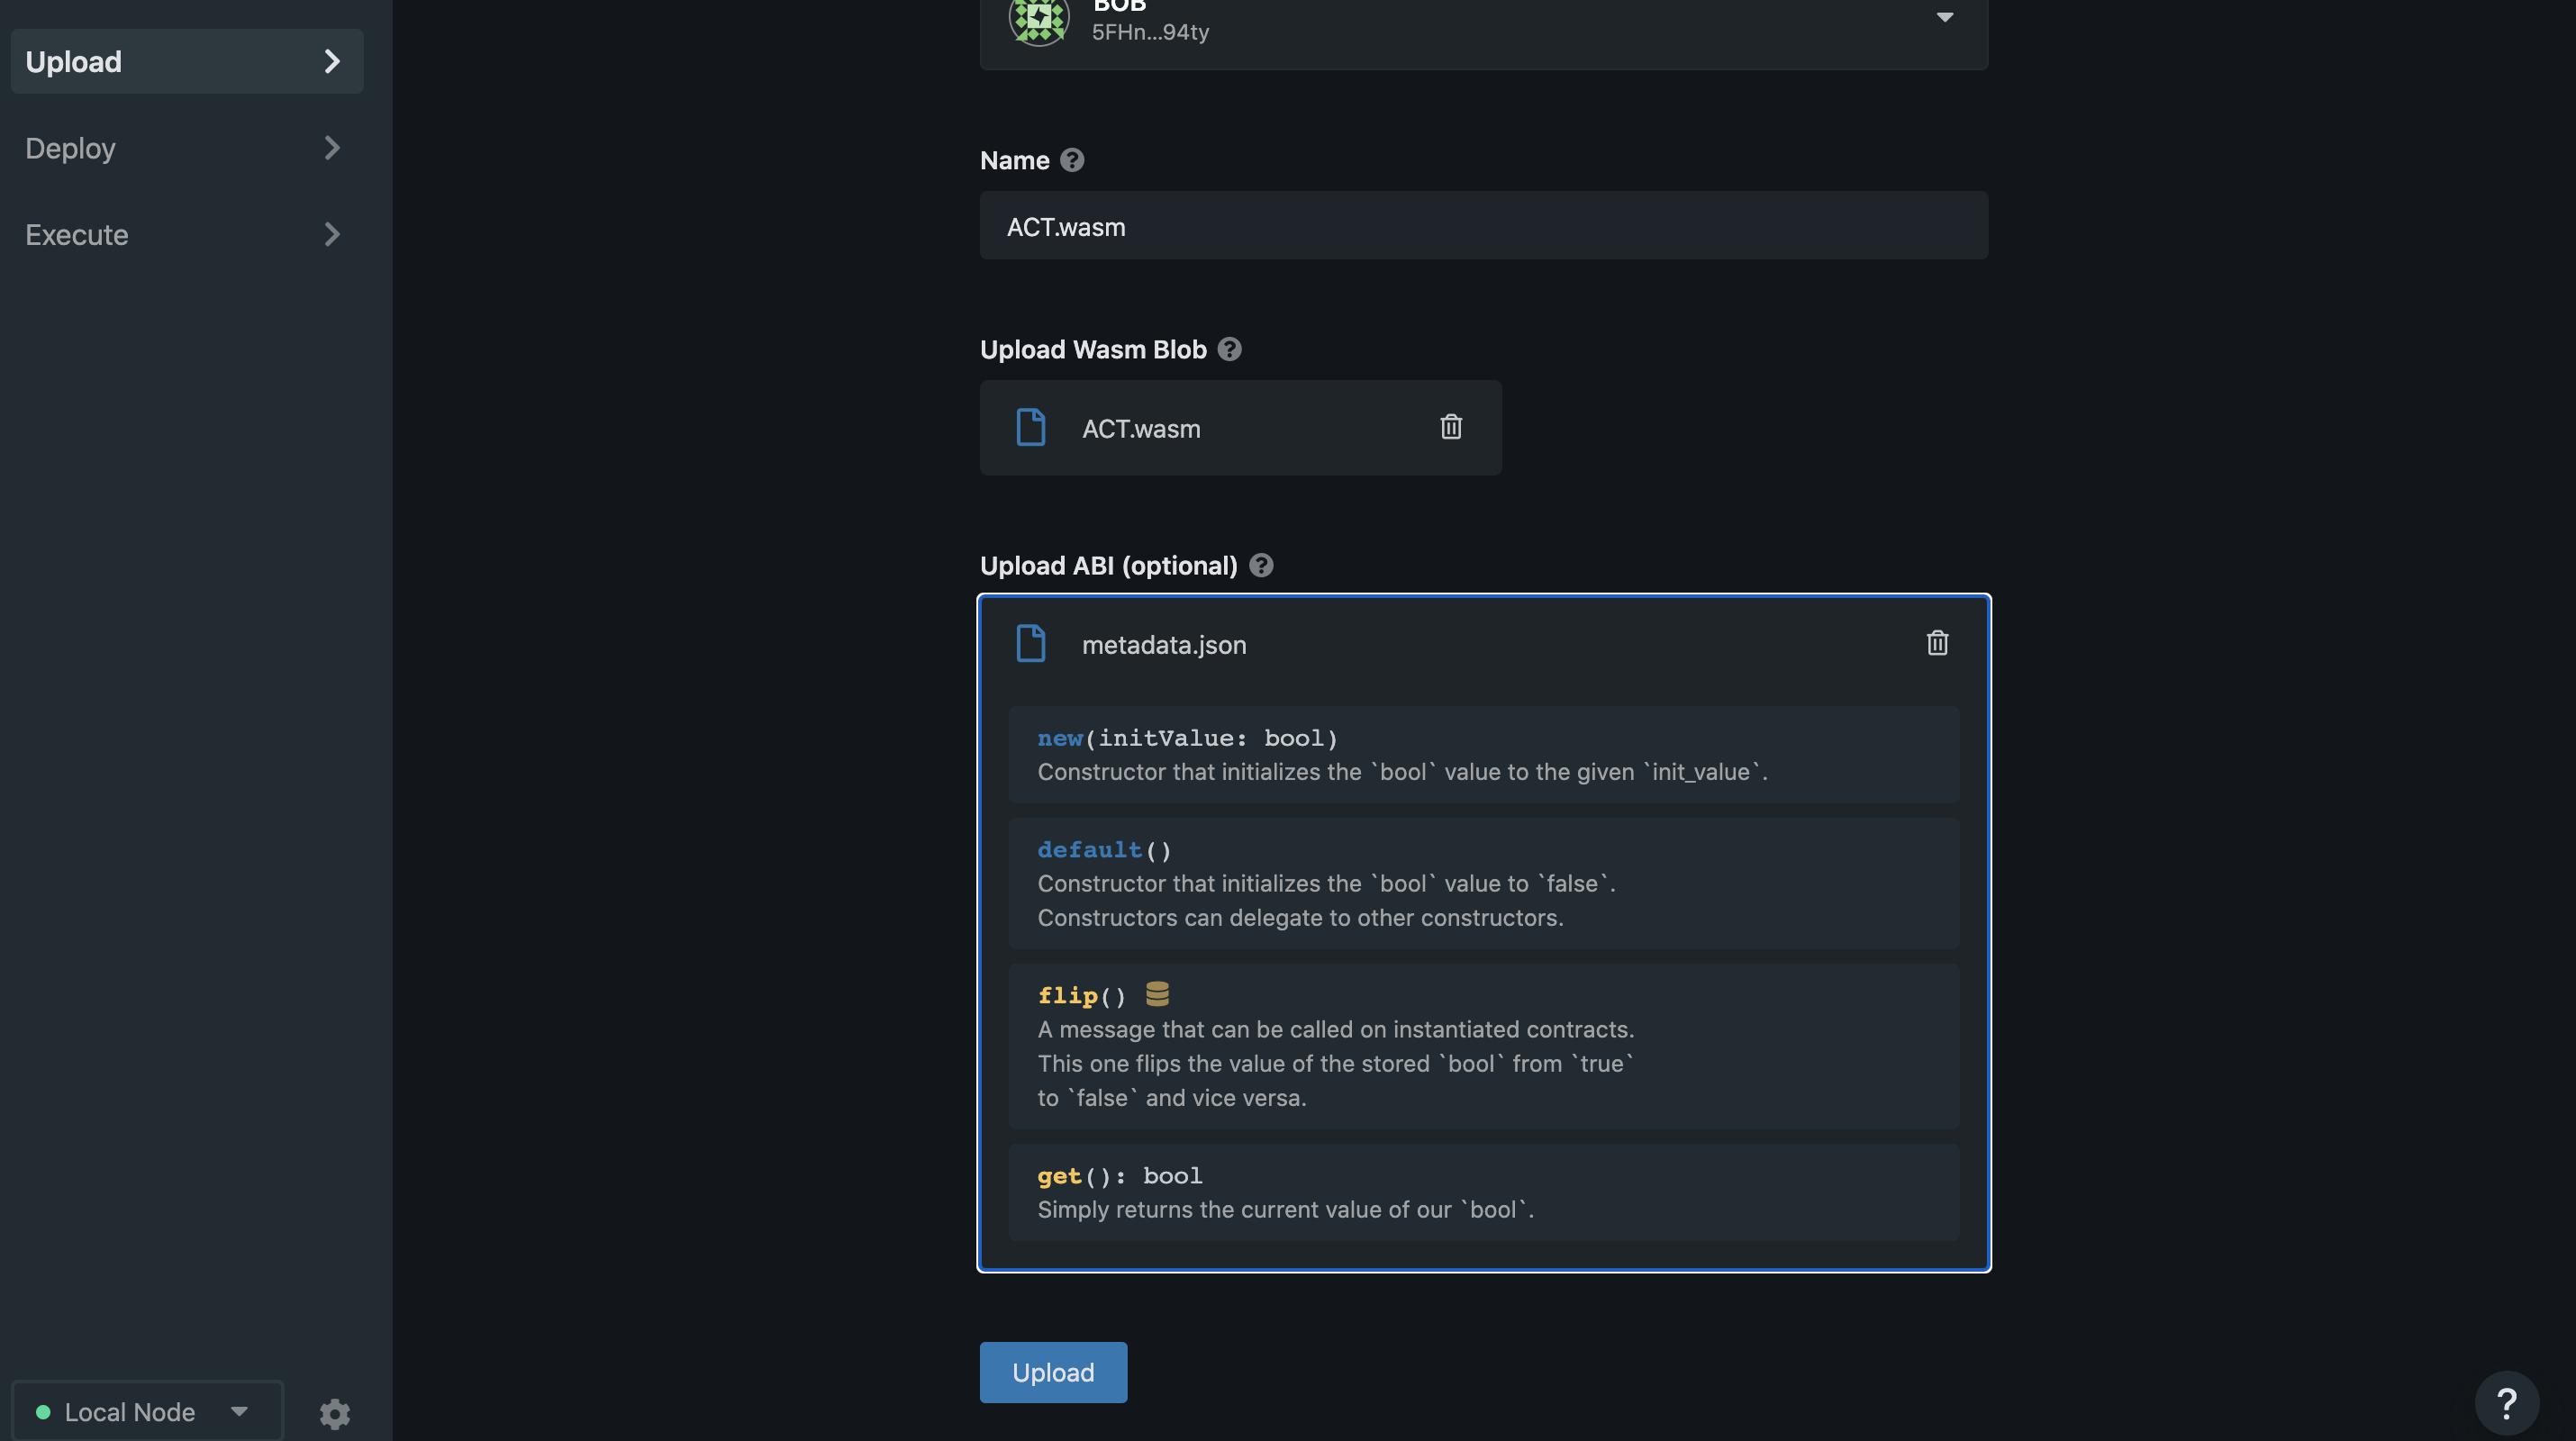 Upload
Deploy
Execute
Local Node
BOB
5FHn...94ty
Name
ACT.wasm
Upload Wasm Blob
ACT.wasm
Upload ABI (optional)
metadata.json
new(initValue: bool)
Constructor that initializes the `bool` value to the given `init_value`.
default()
Constructor that initializes the `bool` value to `false`.
Constructors can delegate to other constructors.
flip()
A message that can be called on instantiated contracts.
This one flips the value of the stored `bool` from `true`
to `false` and vice versa.
get(): bool
Simply returns the current value of our `bool`.
Upload
?